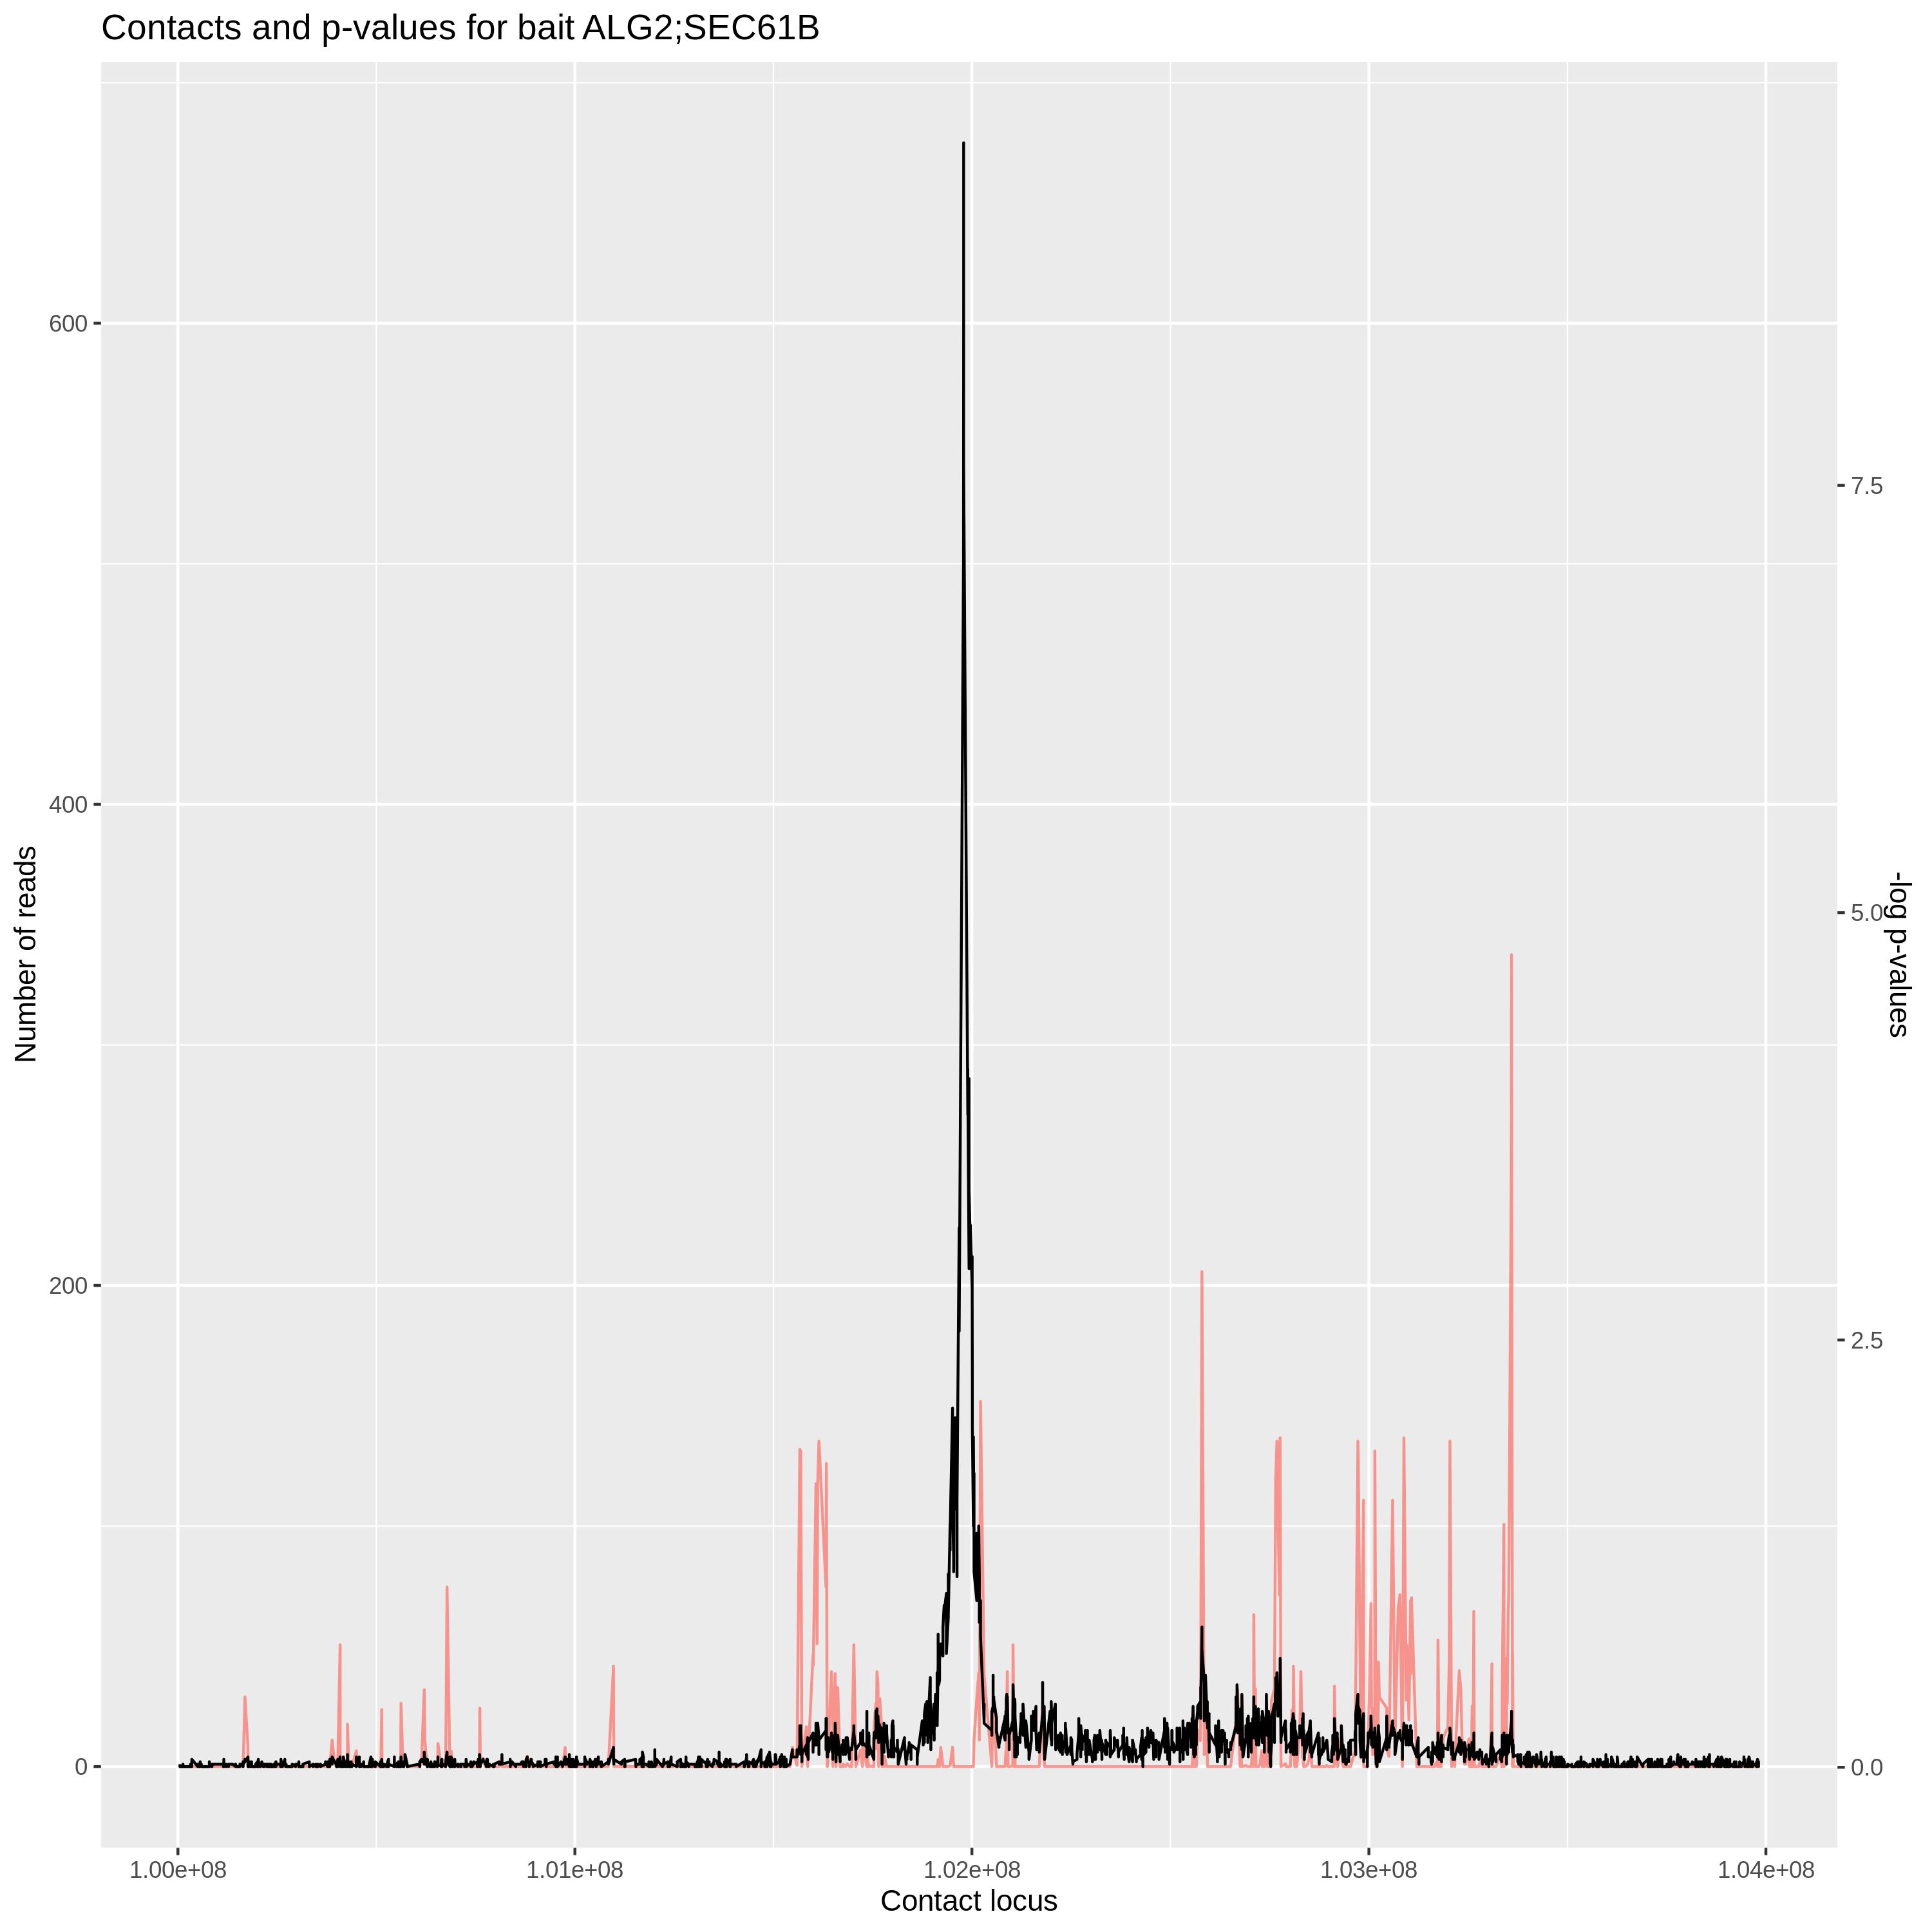 Contacts and p-values for bait ALG2;SEC61B
600
400
200
0
Number of reads
7.5
5.0
2.5
0.0
-log p-values
1.00e+08
1.01e+08
1.02e+08
1.03e+08
1.04e+08
Contact locus